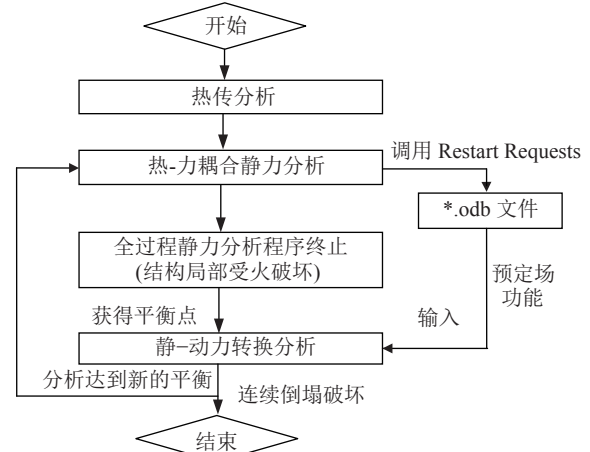 开始
热传分析
热-力耦合静力分析
调用 Restart Requests
*.odb 文件
全过程静力分析程序终止
(结构局部受火破坏)
预定场
功能
获得平衡点
输入
静-动力转换分析
分析达到新的平衡
连续倒塌破坏
结束